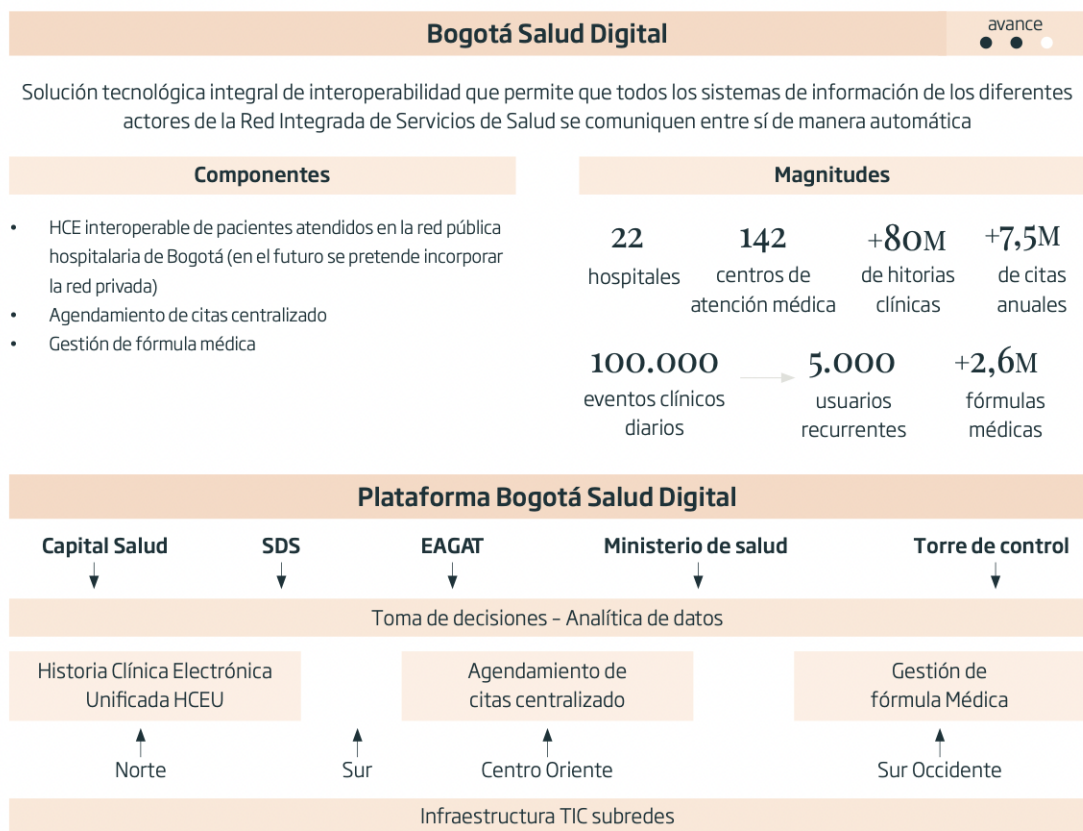 Bogotá Salud Digital
avance
Solución tecnológica integral de interoperabilidad que permite que todos los sistemas de información de los diferentes
actores de la Red Integrada de Servicios de Salud se comuniquen entre sí de manera automática
Componentes
• HCE interoperable de pacientes atendidos en la red pública
hospitalaria de Bogotá (en el futuro se pretende incorporar
la red privada)
• Agendamiento de citas centralizado
• Gestión de fórmula médica
Magnitudes
22
hospitales
142
centros de
atención médica
+80M
de hitorias
clínicas
+7,5M
de citas
anuales
100.000
eventos clínicos
diarios
5.000
usuarios
recurrentes
+2,6M
fórmulas
médicas
Plataforma Bogotá Salud Digital
Capital Salud
SDS
EAGAT
Ministerio de salud
Torre de control
Toma de decisiones – Analítica de datos
Historia Clínica Electrónica
Unificada HCEU
Agendamiento de
citas centralizado
Gestión de
fórmula Médica
Norte
Sur
Centro Oriente
Sur Occidente
Infraestructura TIC subredes